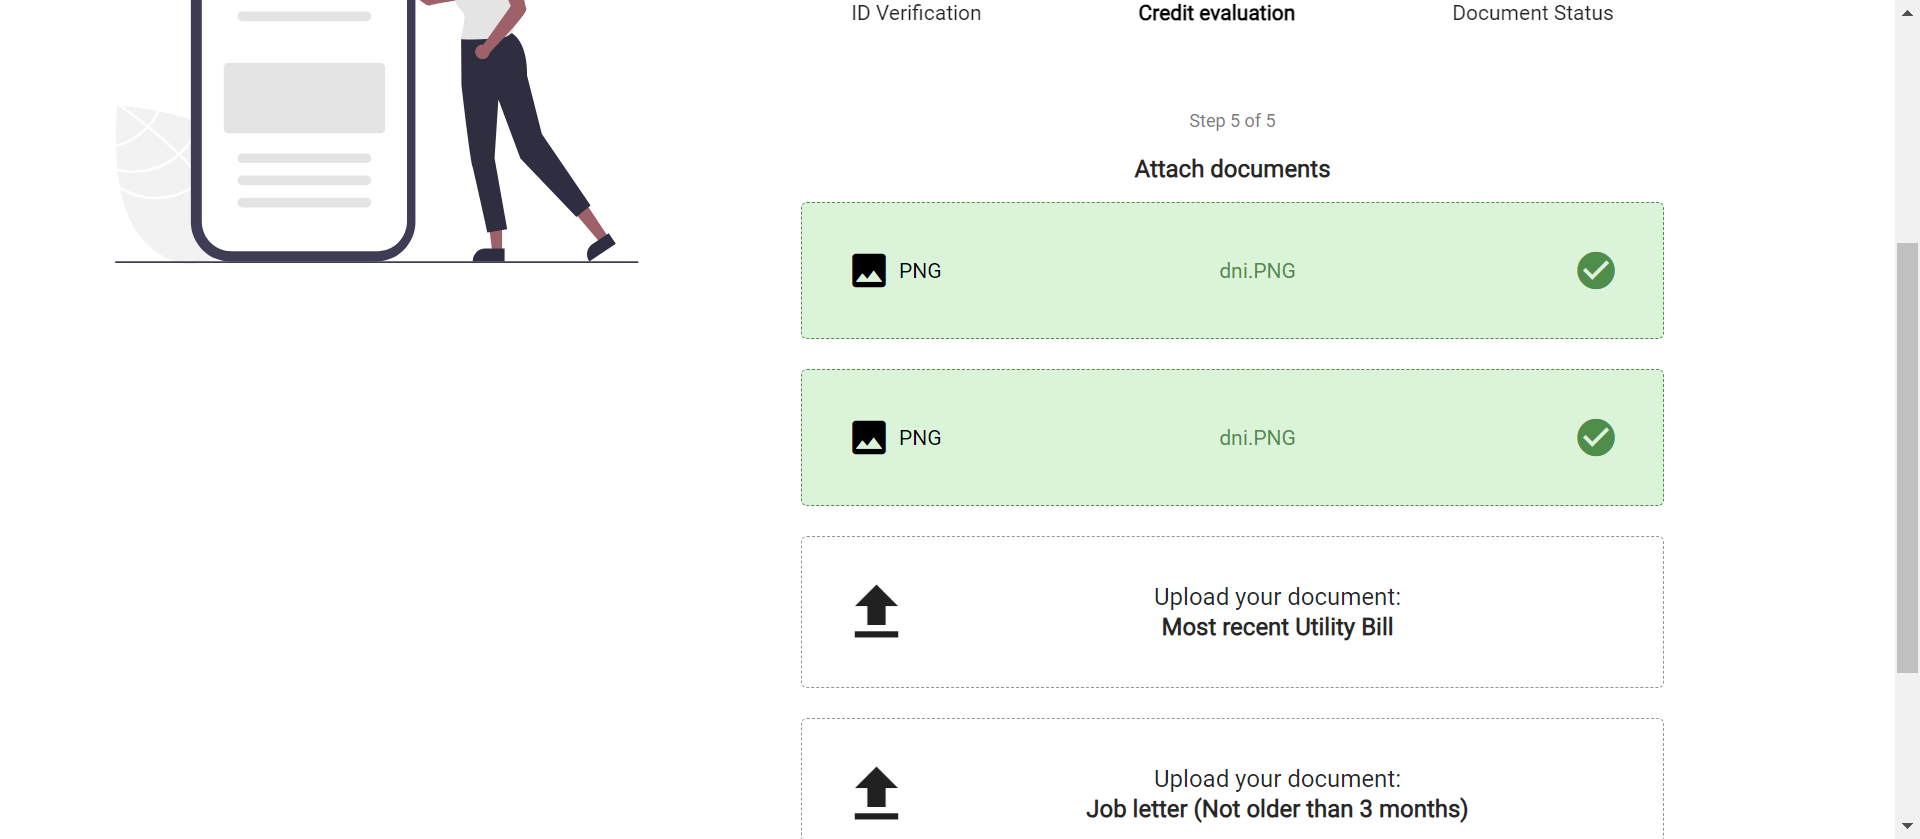 ID Verification
Credit evaluation
Document Status
Step 5 of 5
Attach documents
PNG
dni.PNG
PNG
dni.PNG
Upload your document:
Most recent Utility Bill
Upload your document:
Job letter (Not older than 3 months)